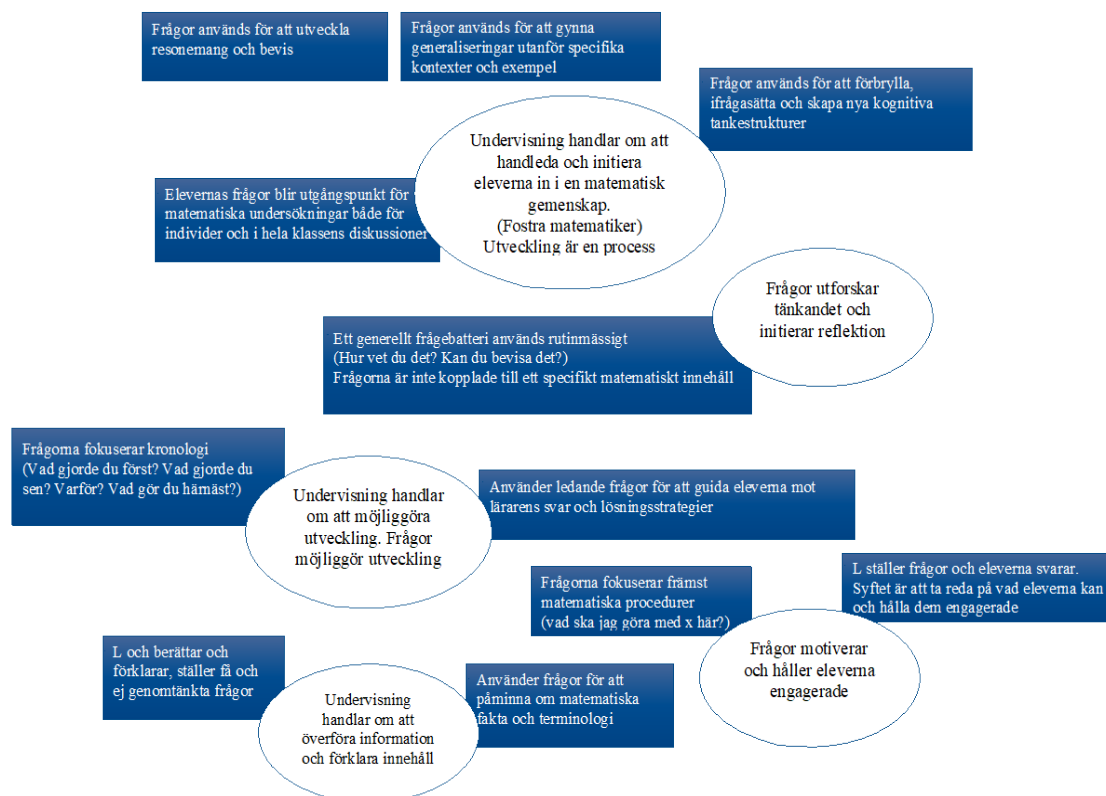 Frågor används för att utveckla
resonemang och bevis
Frågor används för att gynna
generaliseringar utanför specifika
kontexter och exempel
Frågor används för att förbrylla,
ifrågasätta och skapa nya kognitiva
tankestrukturer
Undervisning handlar om att
handleda och initiera
eleverna in i en matematisk
gemenskap.
(Fostra matematiker)
Utveckling är en process
Elevernas frågor blir utgångspunkt för
matematiska undersökningar både för
individer och i hela klassens diskussioner
Frågor utforskar
tänkandet och
initierar reflektion
Ett generellt frågebatteri används rutinmässigt
(Hur vet du det? Kan du bevisa det?)
Frågorna är inte kopplade till ett specifikt matematiskt innehåll
Frågorna fokuserar kronologi
(Vad gjorde du först? Vad gjorde du
sen? Varför? Vad gör du härnäst?)
Undervisning handlar
om att möjliggöra
utveckling. Frågor
möjliggör utveckling
Använder ledande frågor för att guida eleverna mot
lärarens svar och lösningsstrategier
Frågorna fokuserar främst
matematiska procedurer
(vad ska jag göra med x här?)
L ställer frågor och eleverna svarar.
Syftet är att ta reda på vad eleverna kan
och hålla dem engagerade
Frågor motiverar
och håller eleverna
engagerade
L och berättar och
förklarar, ställer få och
ej genomtänkta frågor
Undervisning
handlar om att
överföra information
och förklara innehåll
Använder frågor för att
påminna om matematiska
fakta och terminologi